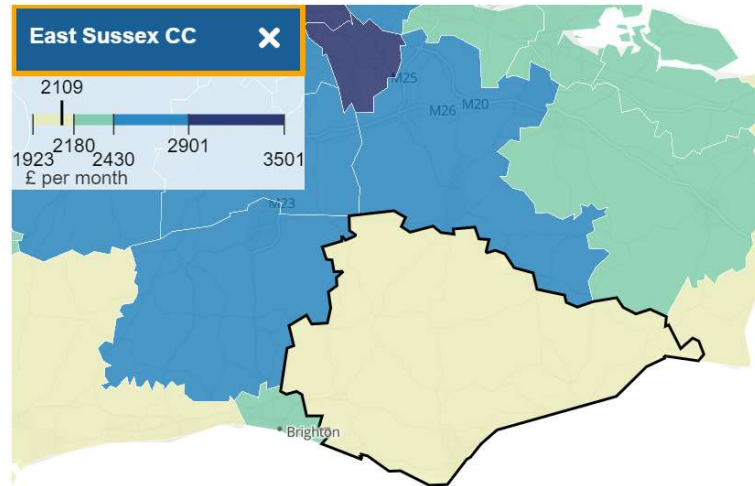 East Sussex CC
2109
1923 2180 2430 2901 3501
£ per month
M25
M26 M20
M23
Brighton